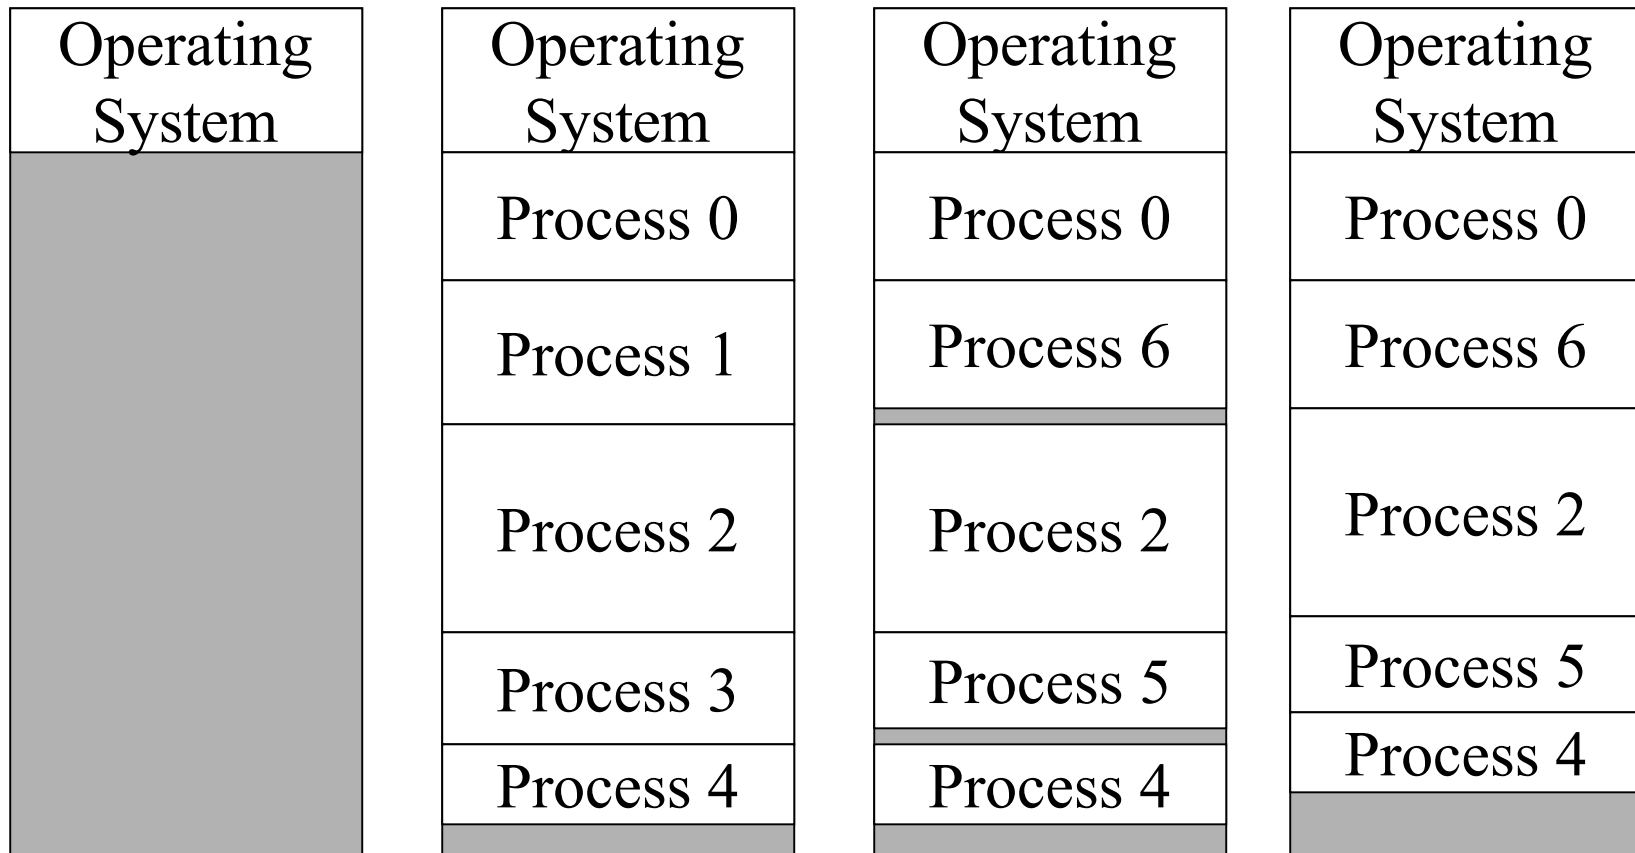 Operating
System
Process 0
Process 1
Process 2
Process 3
Process 4
Operating
System
Operating
System
Process 0
Process 6
Process 2
Process 5
Process 4
Operating
System
Process 0
Process 6
Process 2
Process 5
Process 4